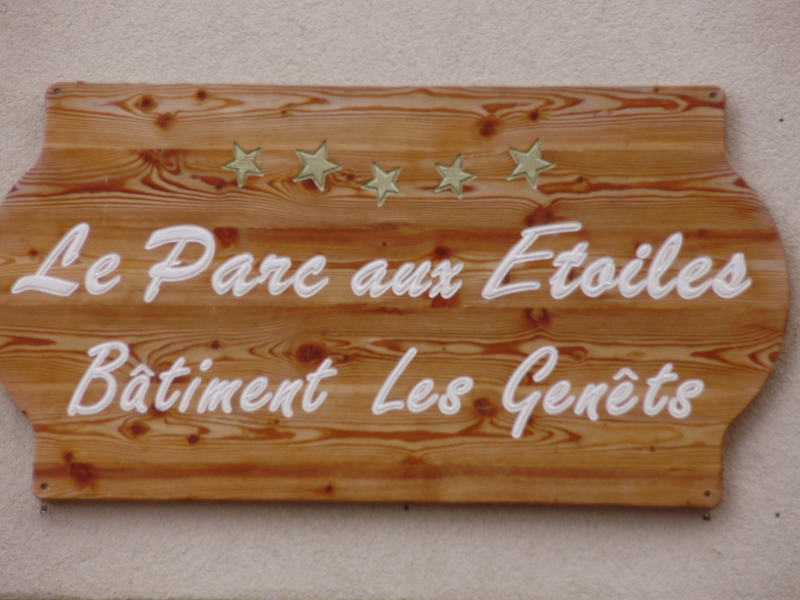 Le Parc aux Etoiles
Bâtiment Les Genêts